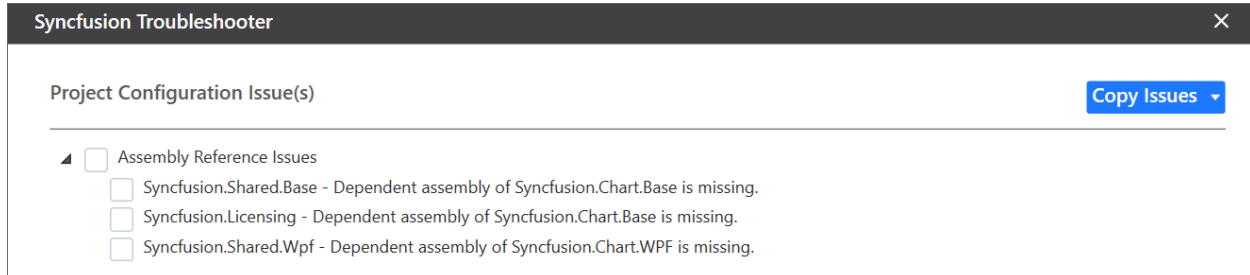 Syncfusion Troubleshooter
Project Configuration Issue(s)
Copy Issues
Assembly Reference Issues
Syncfusion.Shared.Base - Dependent assembly of Syncfusion.Chart.Base is missing.
Syncfusion.Licensing - Dependent assembly of Syncfusion.Chart.Base is missing.
Syncfusion.Shared.Wpf - Dependent assembly of Syncfusion.Chart.WPF is missing.